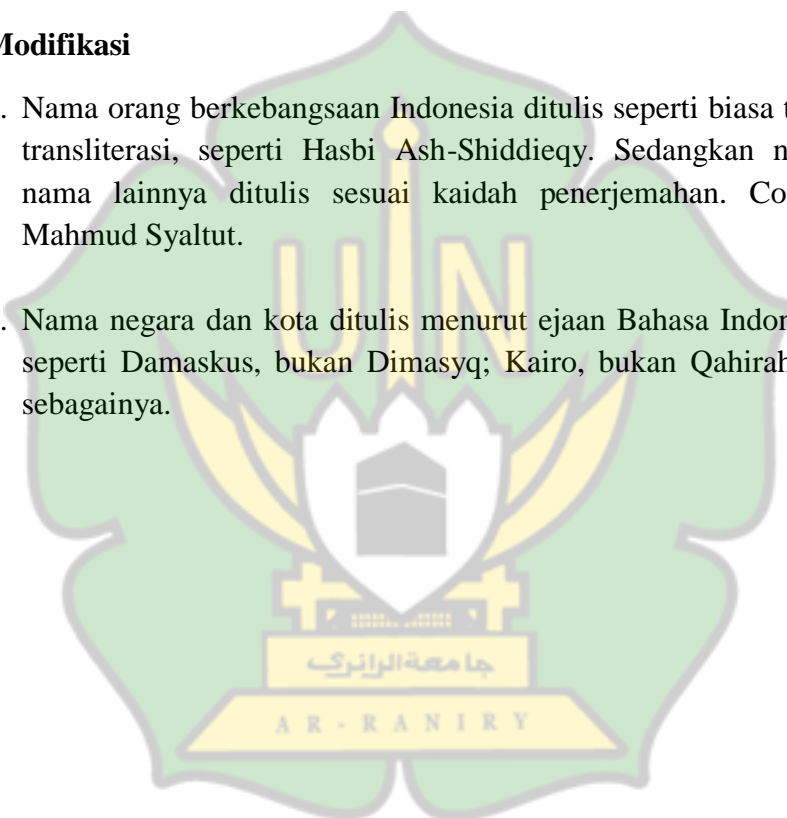 Modifikasi
. Nama orang berkebangsaan Indonesia ditulis seperti biasa t
transliterasi, seperti Hasbi Ash-Shiddieqy. Sedangkan n
nama lainnya ditulis sesuai kaidah penerjemahan. Co
Mahmud Syaltut.
. Nama negara dan kota ditulis menurut ejaan Bahasa Indon
seperti Damaskus, bukan Dimasyq; Kairo, bukan Qahirah
sebagainya.
UIN
جامعةالرانري
AR-RANIRY